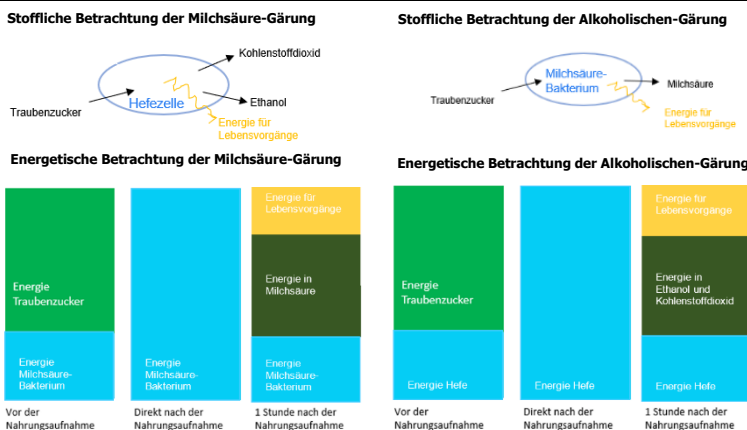 Stoffliche Betrachtung der Milchsäure-Gärung
Kohlenstoffdioxid
Hefezelle
Ethanol
Traubenzucker
Energie für
Lebensvorgänge
Energetische Betrachtung der Milchsäure-Gärung
Energie
Traubenzucker
Energie
Milchsäure-
Bakterium
Vor der
Nahrungsaufnahme
Energie
Milchsäure-
Bakterium
Direkt nach der
Nahrungsaufnahme
Energie für
Lebensvorgänge
Energie in
Milchsäure
Energie
Milchsäure-
Bakterium
1 Stunde nach der
Nahrungsaufnahme
Stoffliche Betrachtung der Alkoholischen-Gärung
Milchsäure-
Bakterium
Milchsäure
Traubenzucker
Energie für
Lebensvorgänge
Energetische Betrachtung der Alkoholischen-Gärung
Energie
Traubenzucker
Energie Hefe
Vor der
Nahrungsaufnahme
Energie Hefe
Direkt nach der
Nahrungsaufnahme
Energie für
Lebensvorgänge
Energie in
Ethanol und
Kohlenstoffdioxid
Energie Hefe
1 Stunde nach der
Nahrungsaufnahme